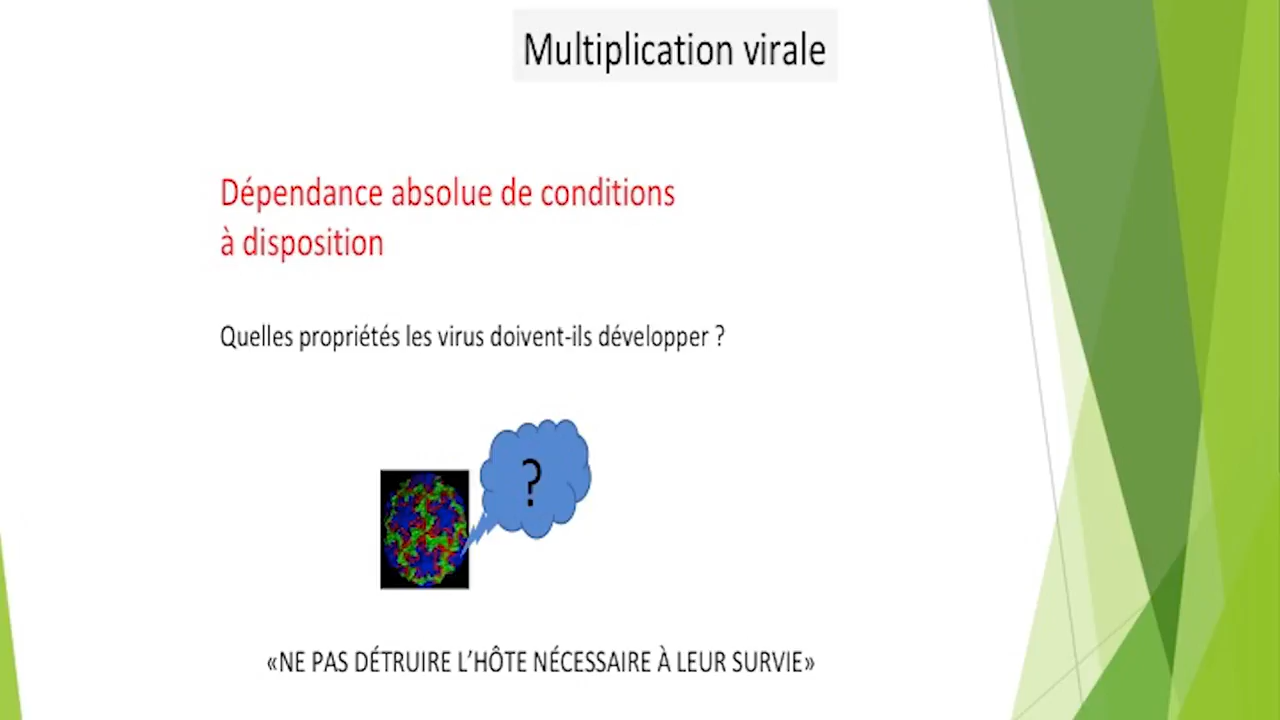 Multiplication virale
Dépendance absolue de conditions
à disposition
Quelles propriétés les virus doivent-ils développer ?
?
«NE PAS DÉTRUIRE L’HÔTE NÉCESSAIRE À LEUR SURVIE»